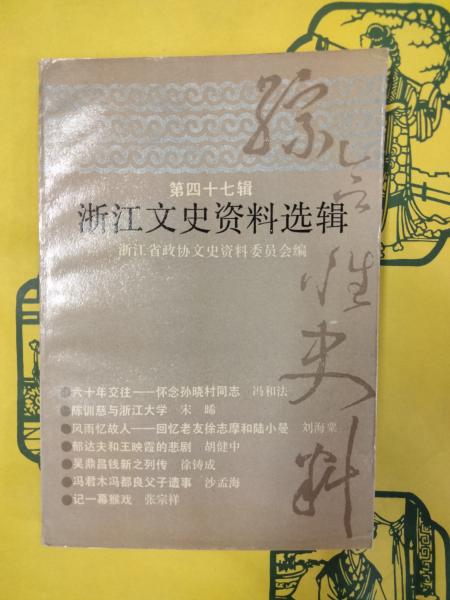 综合性史料
第四十七辑
浙江文史资料选辑
浙江省政协文史资料委员会编
●六十年交往——怀念孙晓村同志 冯和法
●陈训慈与浙江大学 宋晞
●风雨忆故人——回忆老友徐志摩和陆小曼 刘海粟
●郁达夫和王映霞的悲剧 胡健中
●吴鼎昌钱新之列传 徐铸成
●冯君木冯都良父子遗事 沙孟海
●记一幕猴戏 张宗祥